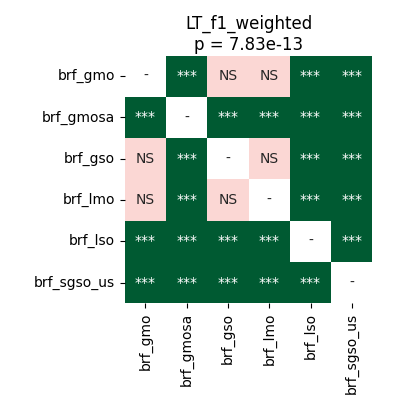 LT_f1_weighted
p = 7.83e-13
brf_gmo - *** NS NS *** ***
brf_gmosa *** - *** *** *** ***
brf_gso NS *** - NS *** ***
brf_lmo NS *** NS - *** ***
brf_lso *** *** *** *** - ***
brf_sgso_us *** *** *** *** *** -
brf_gmo brf_gmosa brf_gso brf_lmo brf_lso brf_sgso_us